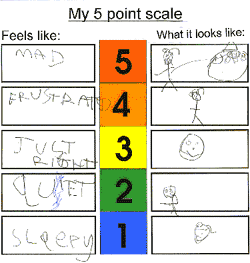 My 5 point scale
Feels like:
What it looks like:
MAD
5
FRUSTRATD
4
JUST
RIGHT
3
QUIET
2
SLEEPY
1